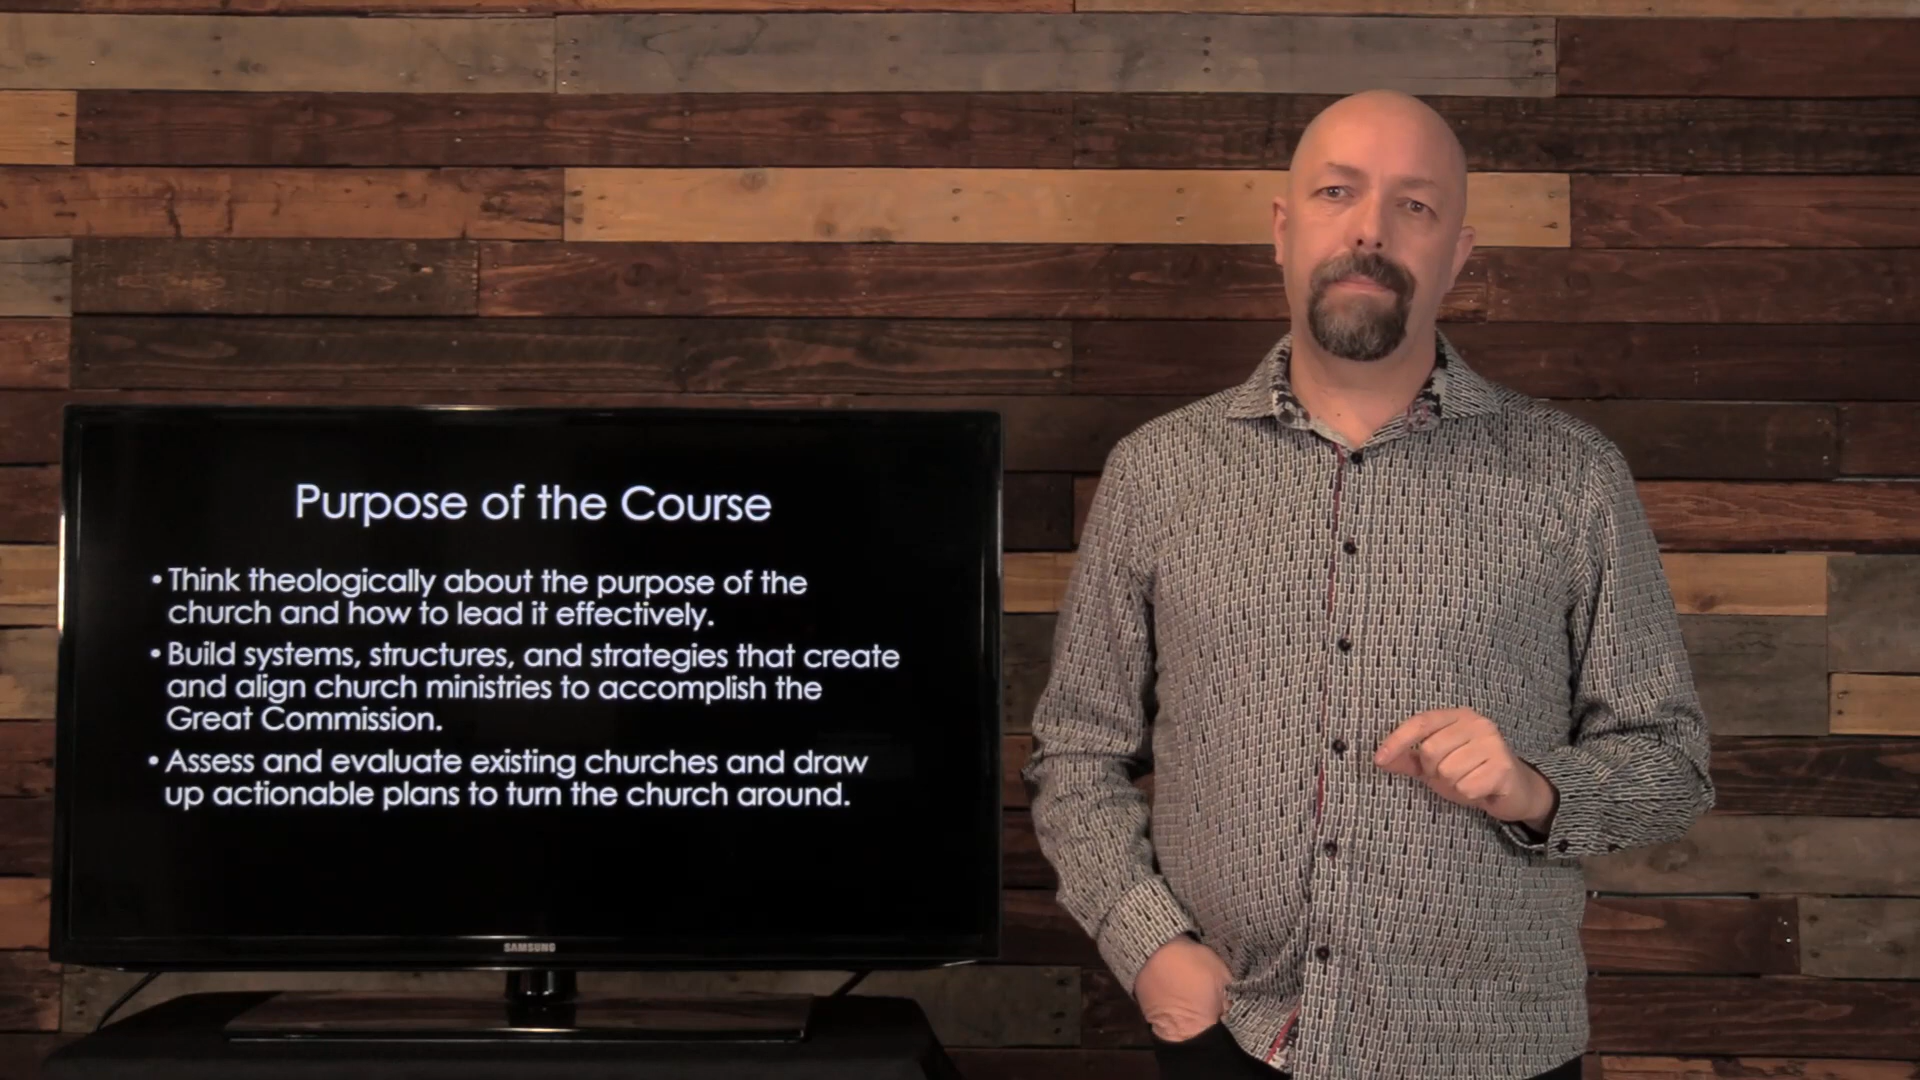 Purpose of the Course
• Think theologically about the purpose of the
church and how to lead it effectively.
• Build systems, structures, and strategies that create
and align church ministries to accomplish the
Great Commission.
• Assess and evaluate existing churches and draw
up actionable plans to turn the church around.
SAMSUNG